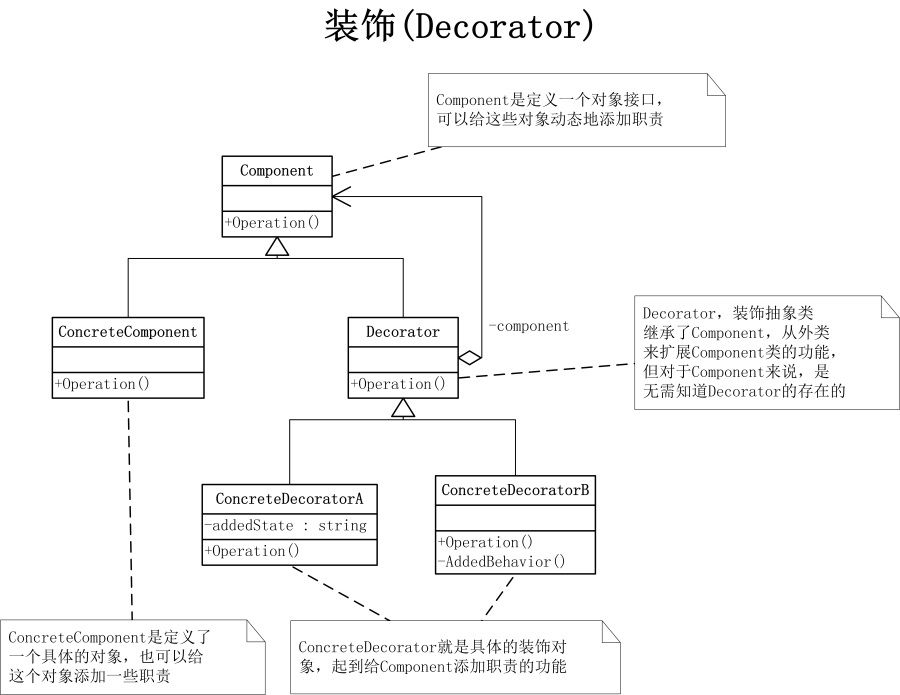 装饰(Decorator)
Component是定义一个对象接口，
可以给这些对象动态地添加职责
Component
+Operation()
ConcreteComponent
+Operation()
Decorator
+Operation()
-component
Decorator，装饰抽象类
继承了Component，从外类
来扩展Component类的功能，
但对于Component来说，是
无需知道Decorator的存在的
ConcreteDecoratorA
-addedState : string
+Operation()
ConcreteDecoratorB
+Operation()
-AddedBehavior()
ConcreteComponent是定义了
一个具体的对象，也可以给
这个对象添加一些职责
ConcreteDecorator就是具体的装饰对
象，起到给Component添加职责的功能